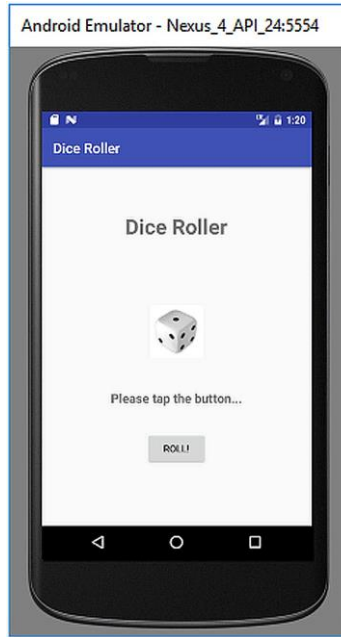 Android Emulator - Nexus_4_API_24:5554
1:20
Dice Roller
Dice Roller
Please tap the button...
ROLL!